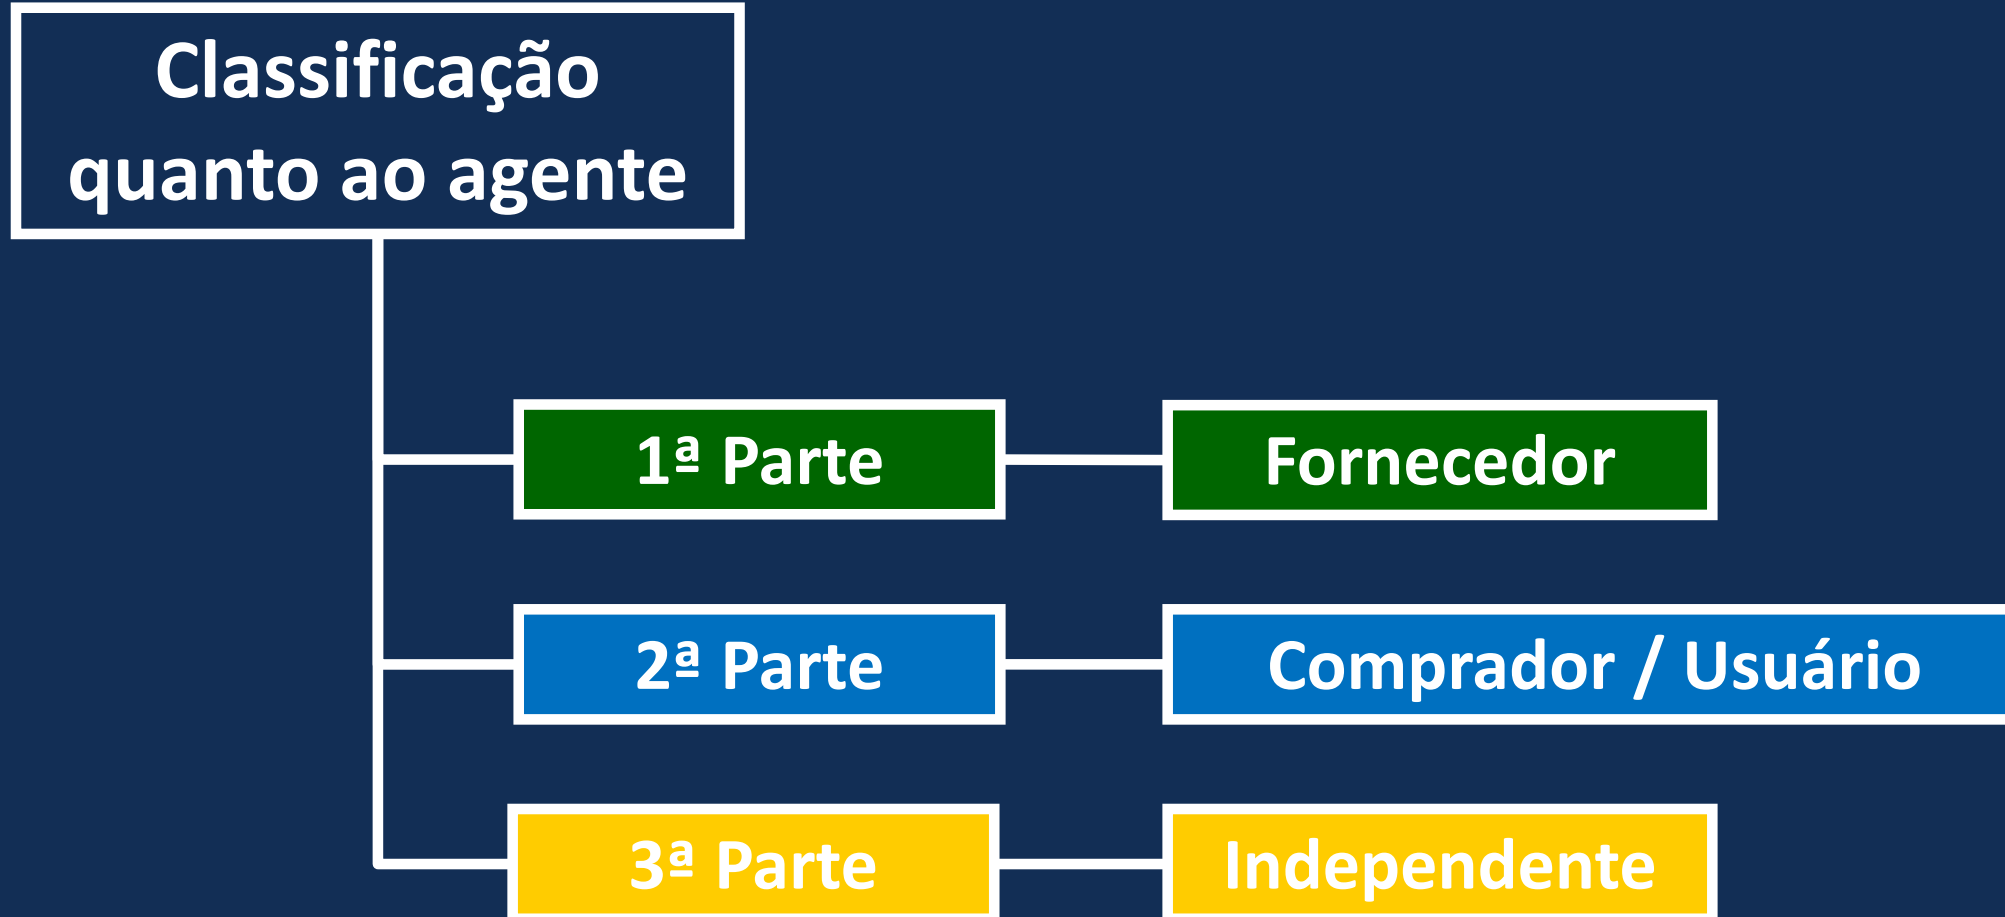 Classificação
quanto ao agente
1ª Parte
Fornecedor
2ª Parte
Comprador / Usuário
3ª Parte
Independente